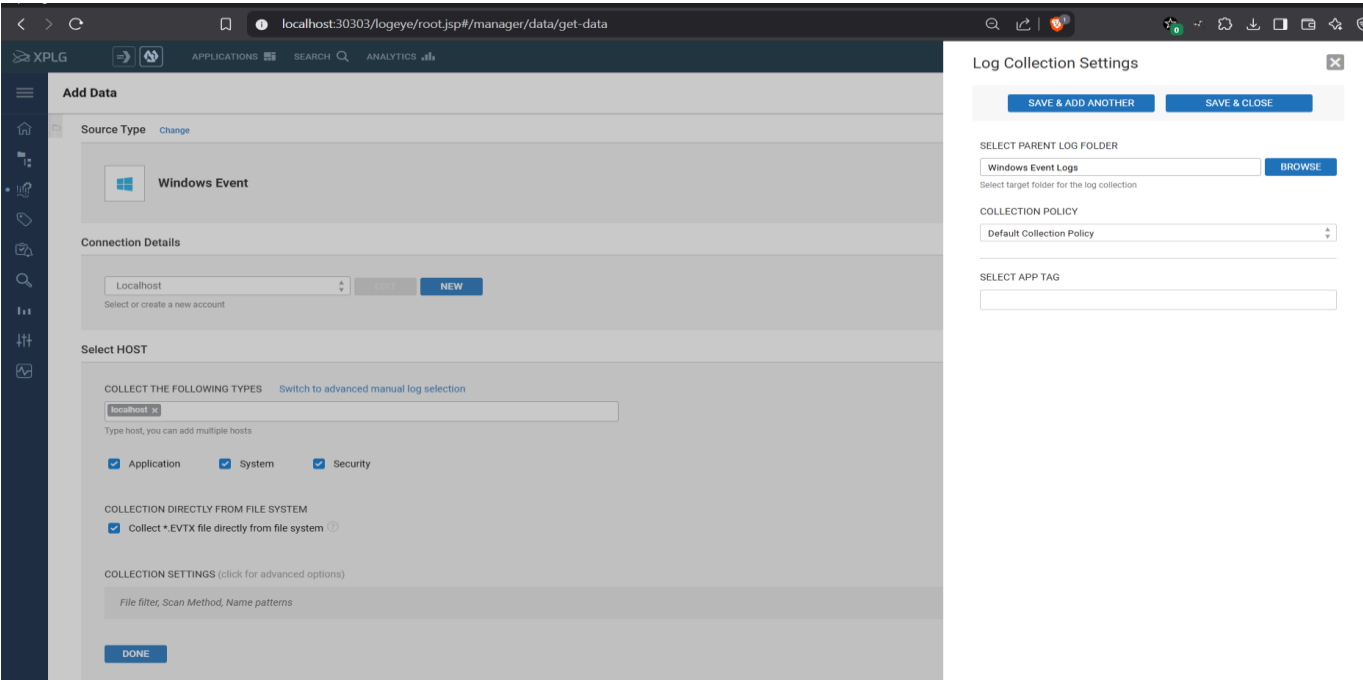 localhost:30303/logeye/root.jsp#/manager/data/get-data
XPLG
APPLICATIONS
SEARCH
ANALYTICS
Add Data
Source Type Change
Windows Event
Connection Details
Localhost
EDIT
NEW
Select or create a new account
Select HOST
COLLECT THE FOLLOWING TYPES Switch to advanced manual log selection
localhost ×
Type host, you can add multiple hosts
Application
System
Security
COLLECTION DIRECTLY FROM FILE SYSTEM
Collect *.EVTX file directly from file system
COLLECTION SETTINGS (click for advanced options)
File filter, Scan Method, Name patterns
DONE
Log Collection Settings
SAVE & ADD ANOTHER
SAVE & CLOSE
SELECT PARENT LOG FOLDER
Windows Event Logs
BROWSE
Select target folder for the log collection
COLLECTION POLICY
Default Collection Policy
SELECT APP TAG